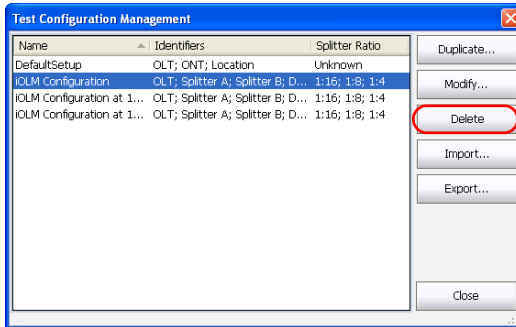 Test Configuration Management
Name Identifiers Splitter Ratio
DefaultSetup OLT; ONT; Location Unknown
iOLM Configuration OLT; Splitter A; Splitter B; D... 1:16; 1:8; 1:4
iOLM Configuration at 1... OLT; Splitter A; Splitter B; D... 1:16; 1:8; 1:4
iOLM Configuration at 1... OLT; Splitter A; Splitter B; D... 1:16; 1:8; 1:4
Duplicate...
Modify...
Delete
Import...
Export...
Close